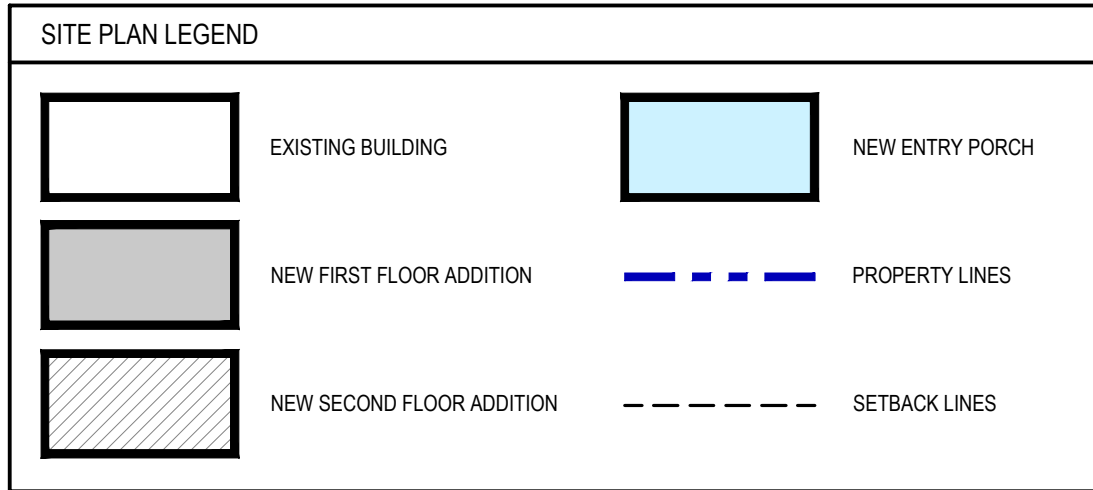 SITE PLAN LEGEND
EXISTING BUILDING
NEW ENTRY PORCH
NEW FIRST FLOOR ADDITION
PROPERTY LINES
NEW SECOND FLOOR ADDITION
SETBACK LINES